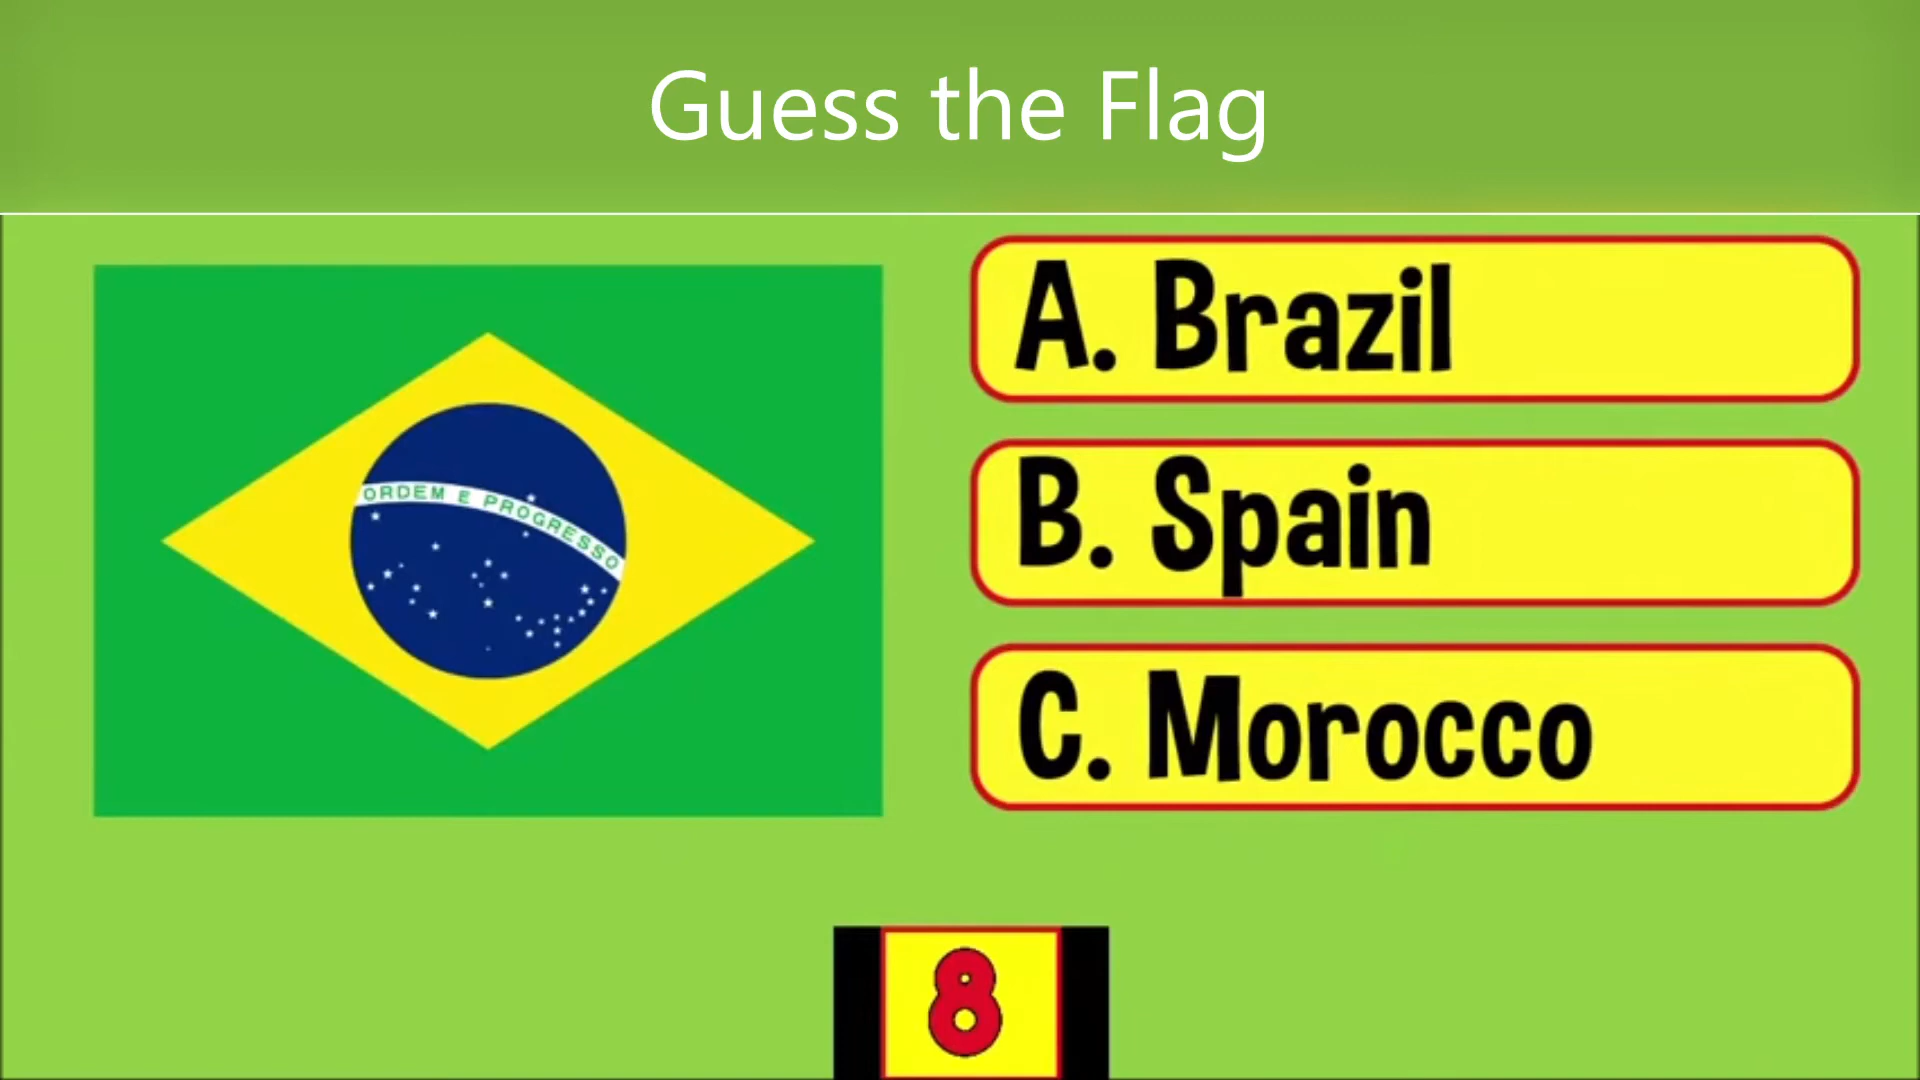 Guess the Flag
A. Brazil
ORDEM E PROGRESSO
B. Spain
C. Morocco
8